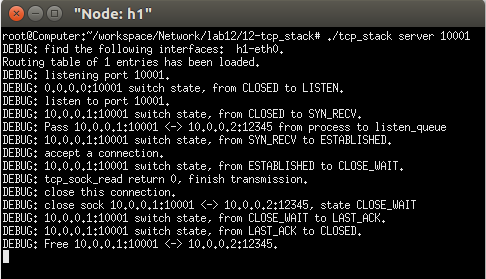 "Node: h1"
root@Computer:~/workspace/Network/lab12/12-tcp_stack# ./tcp_stack server 10001
DEBUG: find the following interfaces:  h1-eth0.
Routing table of 1 entries has been loaded.
DEBUG: listening port 10001.
DEBUG: 0.0.0.0:10001 switch state, from CLOSED to LISTEN.
DEBUG: listen to port 10001.
DEBUG: 10.0.0.1:10001 switch state, from CLOSED to SYN_RECV.
DEBUG: Pass 10.0.0.1:10001 <-> 10.0.0.2:12345 from process to listen_queue
DEBUG: 10.0.0.1:10001 switch state, from SYN_RECV to ESTABLISHED.
DEBUG: accept a connection.
DEBUG: 10.0.0.1:10001 switch state, from ESTABLISHED to CLOSE_WAIT.
DEBUG: tcp_sock_read return 0, finish transmission.
DEBUG: close this connection.
DEBUG: close sock 10.0.0.1:10001 <-> 10.0.0.2:12345, state CLOSE_WAIT
DEBUG: 10.0.0.1:10001 switch state, from CLOSE_WAIT to LAST_ACK.
DEBUG: 10.0.0.1:10001 switch state, from LAST_ACK to CLOSED.
DEBUG: Free 10.0.0.1:10001 <-> 10.0.0.2:12345.